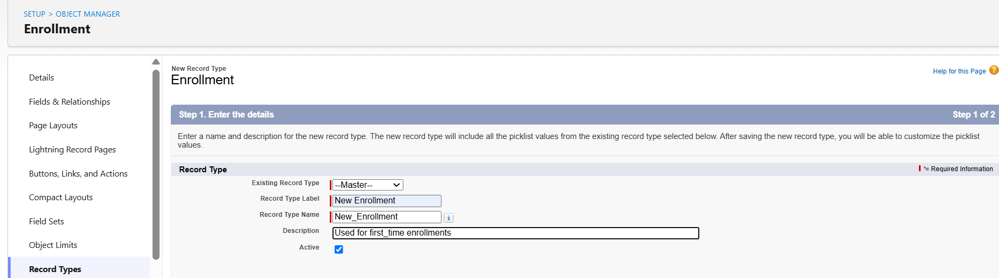 SETUP > OBJECT MANAGER
Enrollment
Details
Fields & Relationships
Page Layouts
Lightning Record Pages
Buttons, Links, and Actions
Compact Layouts
Field Sets
Object Limits
Record Types
New Record Type
Enrollment
Help for this Page ?
Step 1. Enter the details Step 1 of 2
Enter a name and description for the new record type. The new record type will include all the picklist values from the existing record type selected below. After saving the new record type, you will be able to customize the picklist
values.
Record Type *= Required Information
Existing Record Type --Master--
Record Type Label New Enrollment
Record Type Name New_Enrollment i
Description Used for first_time enrollments
Active